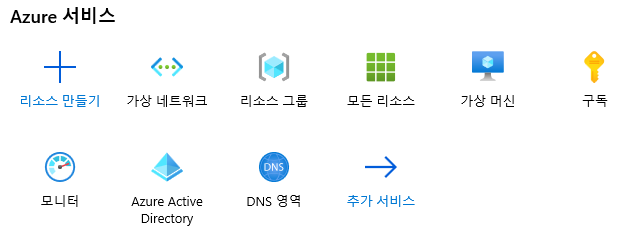 Azure 서비스
리소스 만들기
가상 네트워크
리소스 그룹
모든 리소스
가상 머신
구독
모니터
Azure Active
Directory
DNS
DNS 영역
추가 서비스